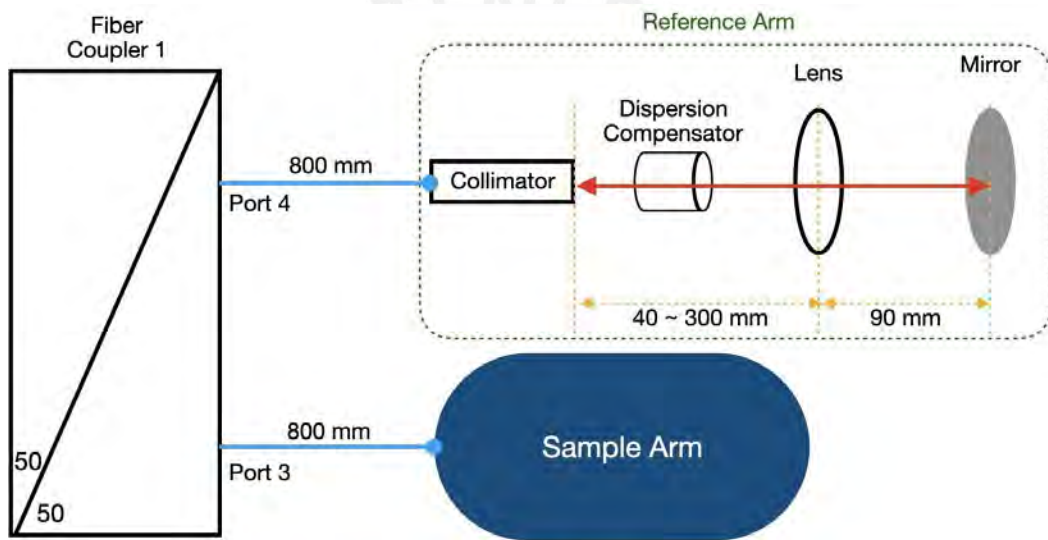 Fiber
Coupler 1
Reference Arm
Lens
Mirror
Dispersion
Compensator
800 mm
Collimator
Port 4
40 ~ 300 mm
90 mm
800 mm
Sample Arm
Port 3
50
50